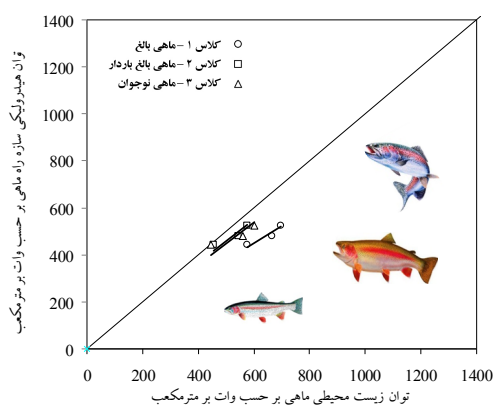 توان هیدرولیکی سازه راه ماهی بر حسب وات بر مترمکعب
1400
1200
1000
800
600
400
200
0
کلاس ۱ – ماهی بالغ
کلاس ۲ – ماهی بالغ باردار
کلاس ۳ – ماهی نوجوان
0 200 400 600 800 1000 1200 1400
توان زیست محیطی ماهی بر حسب وات بر مترمکعب